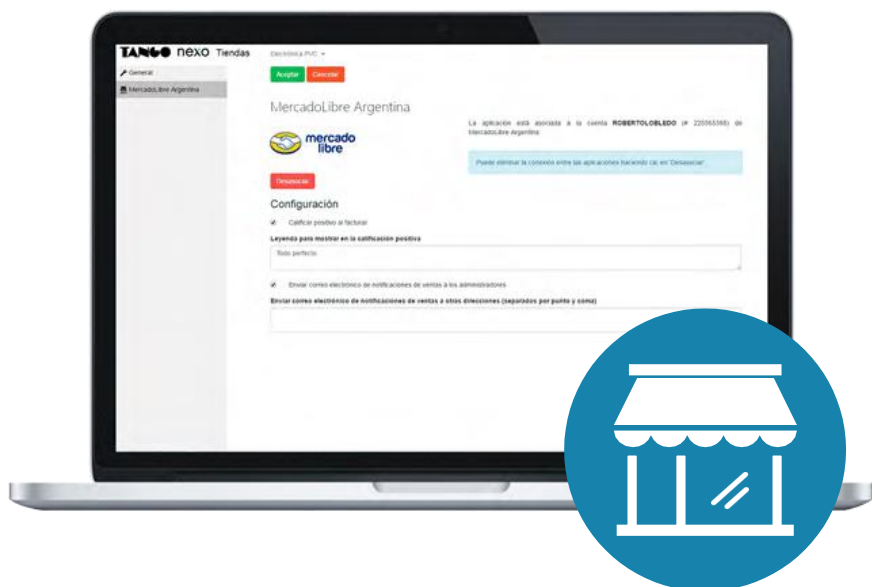 TANGO nexo Tiendas
Electrónica PVC
General
MercadoLibre Argentina
Aceptar Cancelar
MercadoLibre Argentina
mercado
libre
La aplicación está asociada a la cuenta ROBERTOLOBLEDO de
MercadoLibre Argentina
Puede eliminar la conexión entre las aplicaciones haciendo clic en 'Desasociar'.
Desasociar
Configuración
Calificar positivo al facturar
Leyenda para mostrar en la calificación positiva
Todo perfecto
Enviar correo electrónico de notificaciones de ventas a los administradores
Enviar correo electrónico de notificaciones de ventas a otras direcciones (separados por punto y coma)